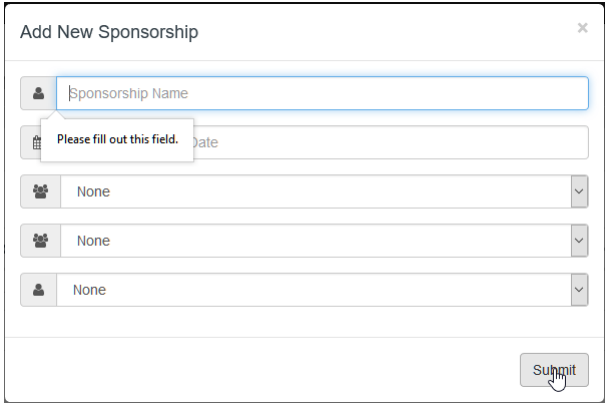 Add New Sponsorship
×
Sponsorship Name
Please fill out this field.
Date
None
None
None
Submit